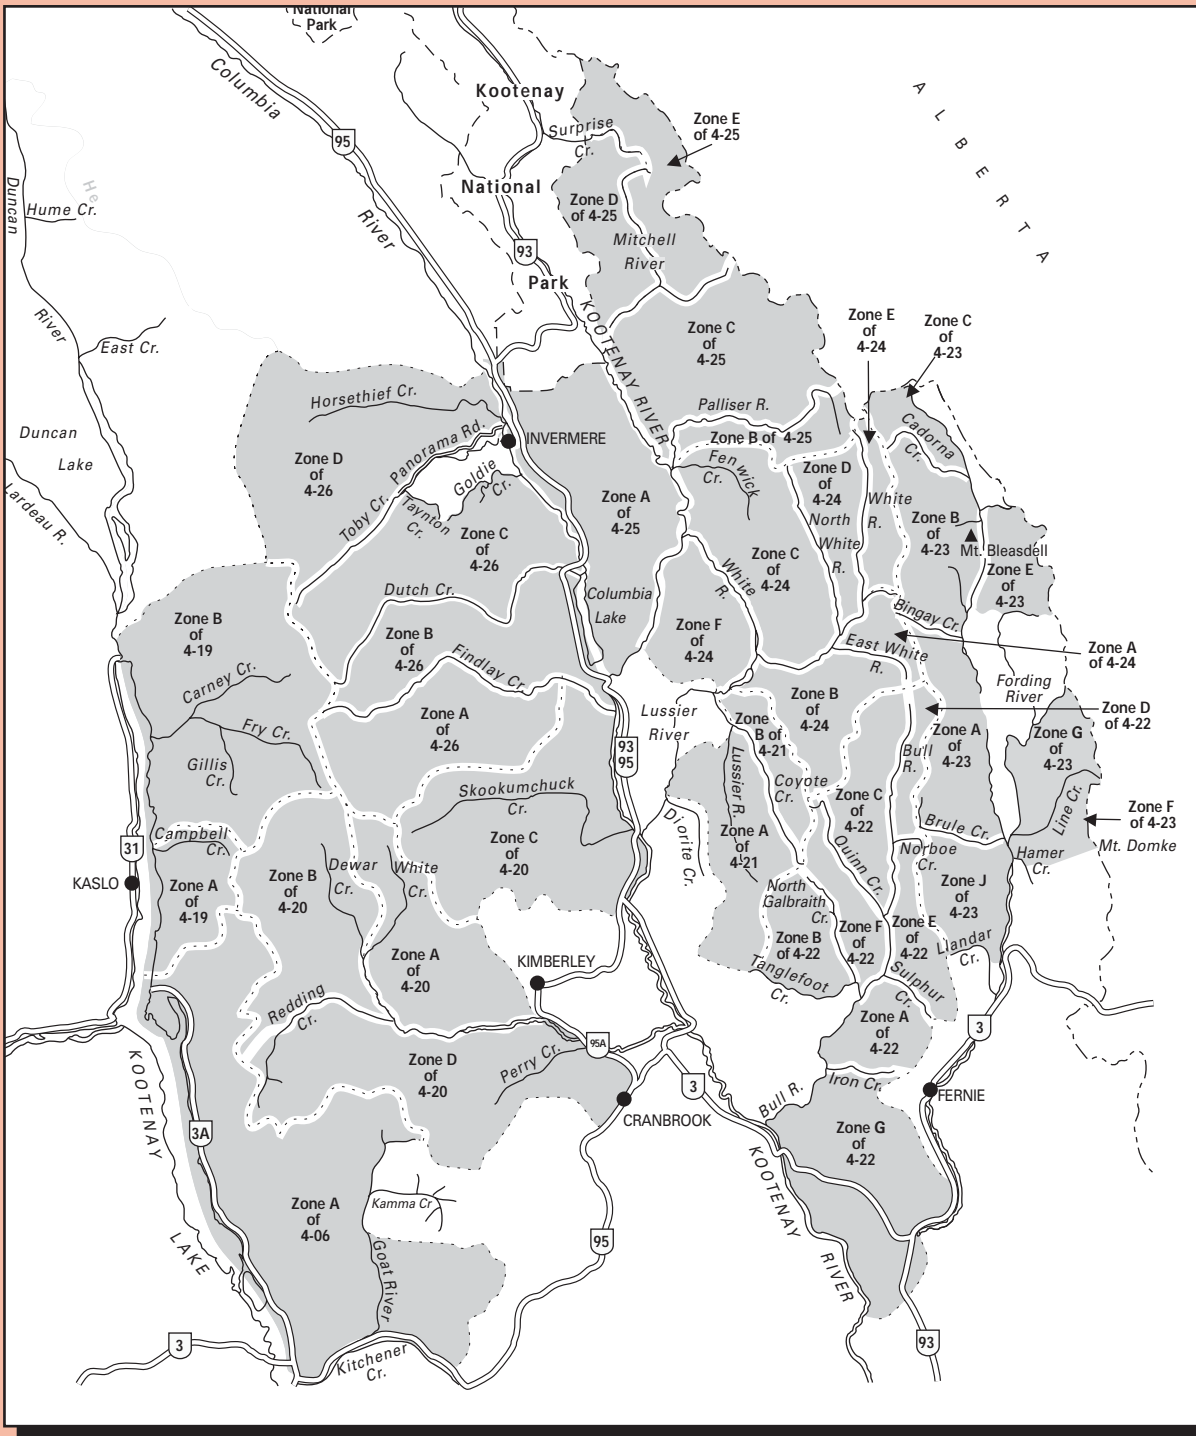 National
Park
Columbia
River
95
Kootenay
National
Park
93
Surprise
Cr.
Zone E
of 4-25
Zone D
of 4-25
Mitchell
River
ALBERTA
Duncan
River
Hume Cr.
He
East Cr.
Duncan
Lake
Lardeau R.
KOOTENAY RIVER
Zone C
of
4-25
Zone E
of
4-24
Zone C
of
4-23
Horsethief Cr.
Panorama Rd.
INVERMERE
Palliser R.
Zone B of 4-25
Cadorna
Cr.
Zone D
of
4-26
Toby Cr.
Taynton
Cr.
Goldie
Cr.
Zone C
of
4-26
Zone A
of
4-25
Fenwick
Cr.
Zone D
of
4-24
North
White
R.
White
R.
Zone B
of
4-23
Mt. Bleasdell
Zone E
of
4-23
Zone C
of
4-24
White
R.
Dutch Cr.
Columbia
Lake
Zone B
of
4-19
Zone B
of
4-26
Findlay Cr.
Zone F
of
4-24
Bingay Cr.
East White
R.
Zone A
of 4-24
Carney Cr.
Fry Cr.
Gillis
Cr.
Zone A
of
4-26
93
95
Lussier
River
Zone B
of
4-24
Fording
River
Zone D
of 4-22
Zone
B of
4-21
Lussier R.
Coyote
Cr.
Bull
R.
Zone A
of
4-23
Zone G
of
4-23
Skookumchuck
Cr.
Zone C
of
4-22
Line Cr.
Zone F
of 4-23
Mt. Domke
Campbell
Cr.
31
KASLO
Zone A
of
4-19
Zone B
of
4-20
Dewar
Cr.
White
Cr.
Zone C
of
4-20
Diorite Cr.
Zone A
of
4-21
Quinn Cr.
Brule Cr.
Norboe
Cr.
Hamer
Cr.
Zone J
of
4-23
North
Galbraith
Cr.
Zone B
of 4-22
Zone F
of
4-22
Zone E
of
4-22
Llandar
Cr.
Zone A
of
4-20
KIMBERLEY
Tanglefoot
Cr.
Sulphur
Cr.
Redding
Cr.
Zone A
of
4-22
3
95A
Zone D
of
4-20
Perry Cr.
3
Iron Cr.
Bull R.
FERNIE
CRANBROOK
KOOTENAY
LAKE
3A
Zone G
of
4-22
KOOTENAY
RIVER
Zone A
of
4-06
Kamma Cr
Goat River
95
3
Kitchener
Cr.
93